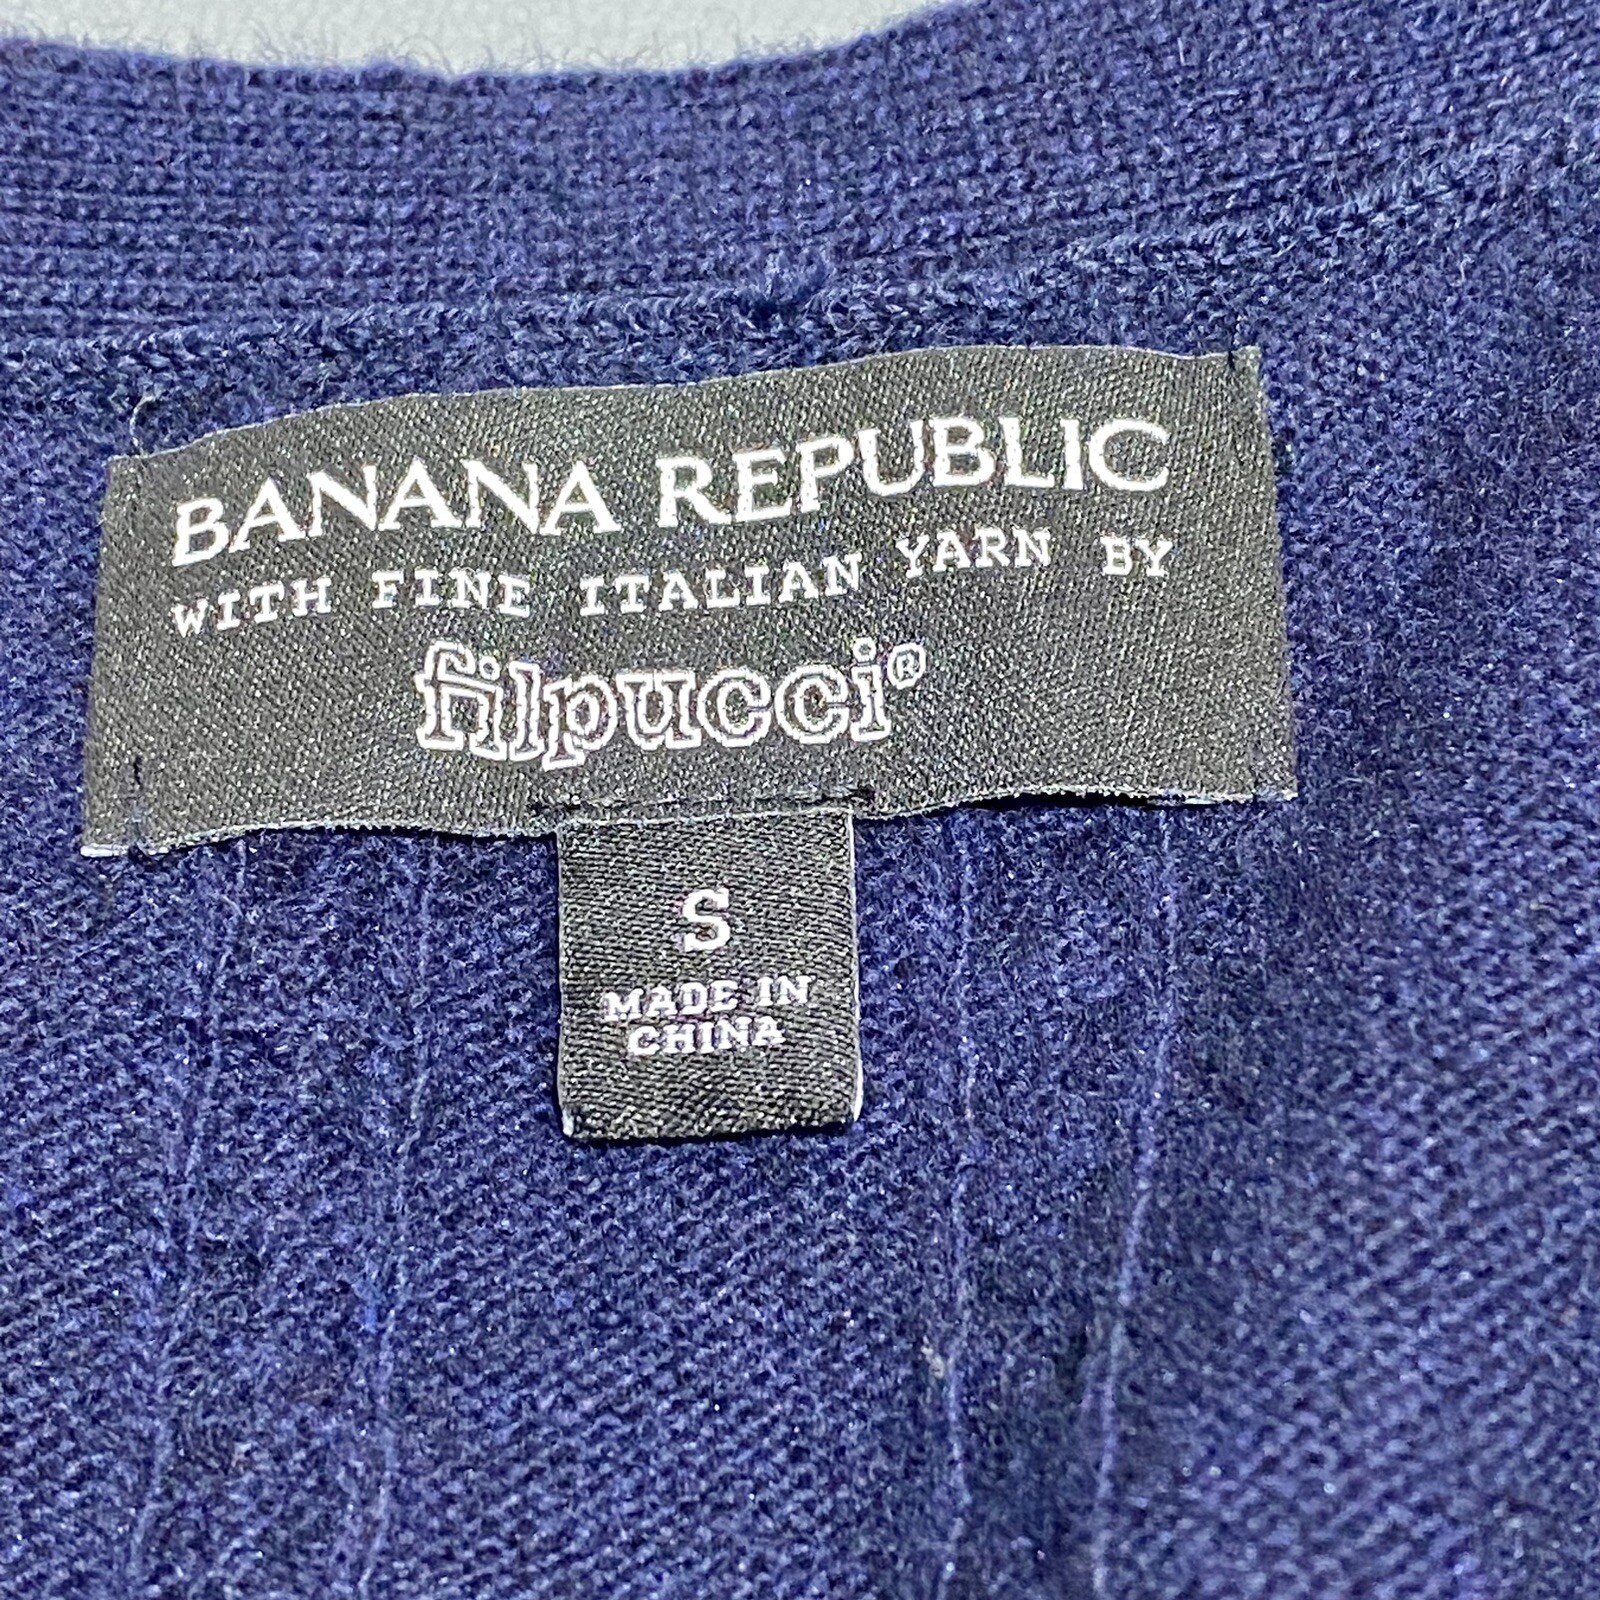 BANANA REPUBLIC
WITH FINE ITALIAN YARN BY
filpucci®
S
MADE IN
CHINA